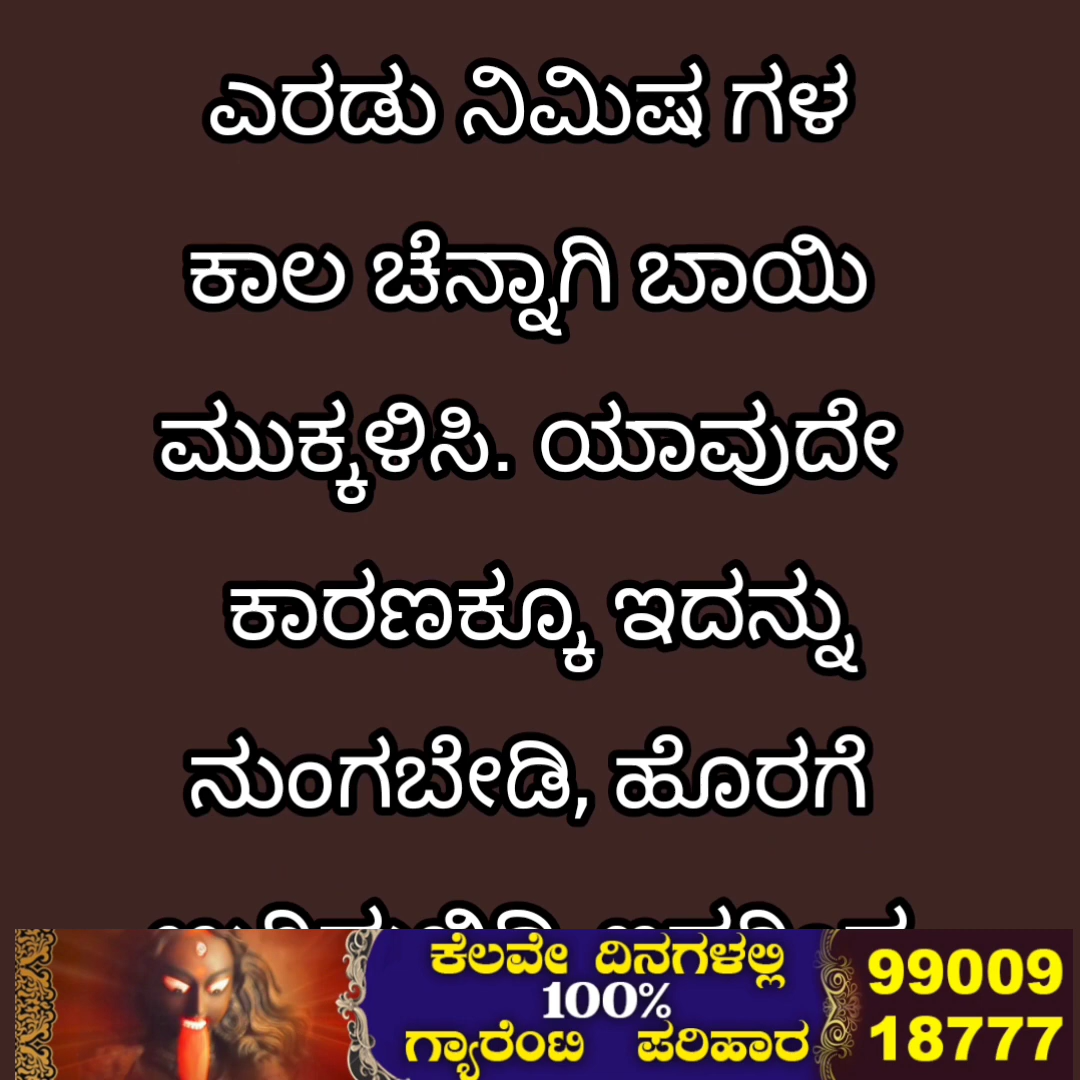 ಎರಡು ನಿಮಿಷ ಗಳ
ಕಾಲ ಚೆನ್ನಾಗಿ ಬಾಯಿ
ಮುಕ್ಕಳಿಸಿ. ಯಾವುದೇ
ಕಾರಣಕ್ಕೂ ಇದನ್ನು
ನುಂಗಬೇಡಿ, ಹೊರಗೆ
ಕೆಲವೇ ದಿನಗಳಲ್ಲಿ
100%
ಗ್ಯಾರೆಂಟಿ ಪರಿಹಾರ
99009
18777